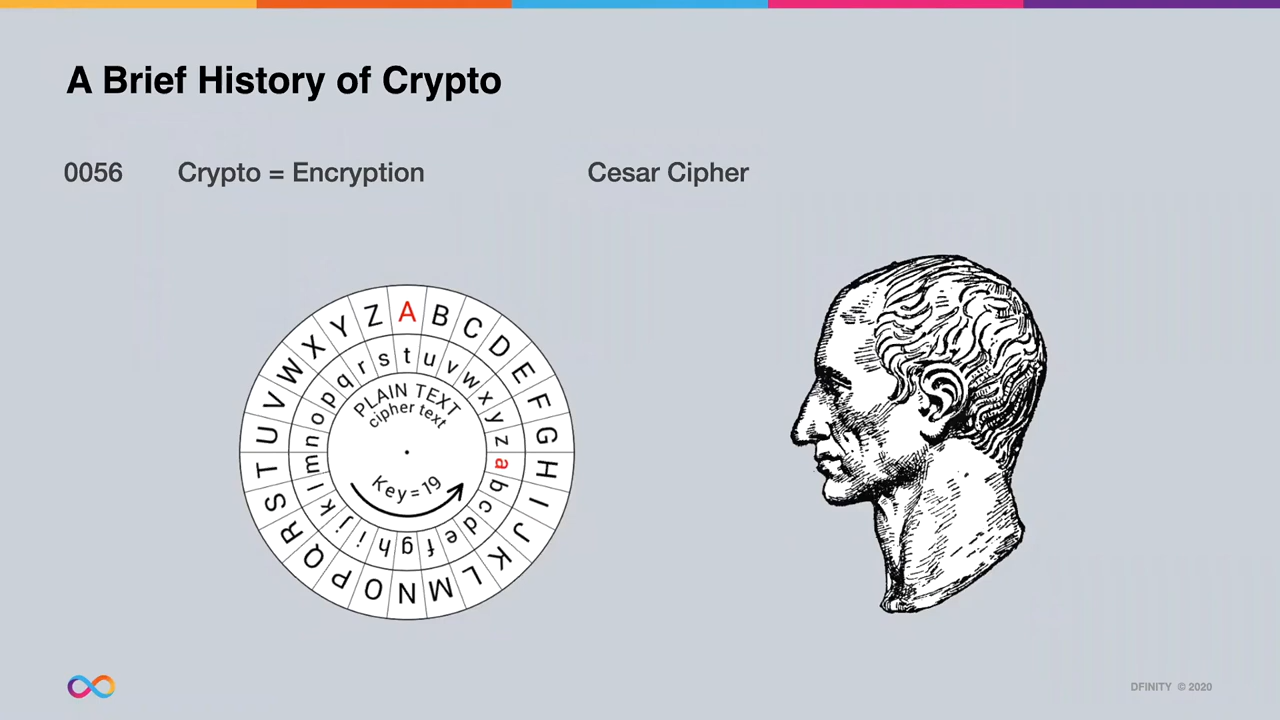 A Brief History of Crypto
0056 Crypto = Encryption Cesar Cipher
A B C D E F G H I J K L M N O P Q R S T U V W X Y Z
t u v w x y z a b c d e f g h i j k l m n o p q r s
PLAIN TEXT
cipher text
Key=19
DFINITY © 2020